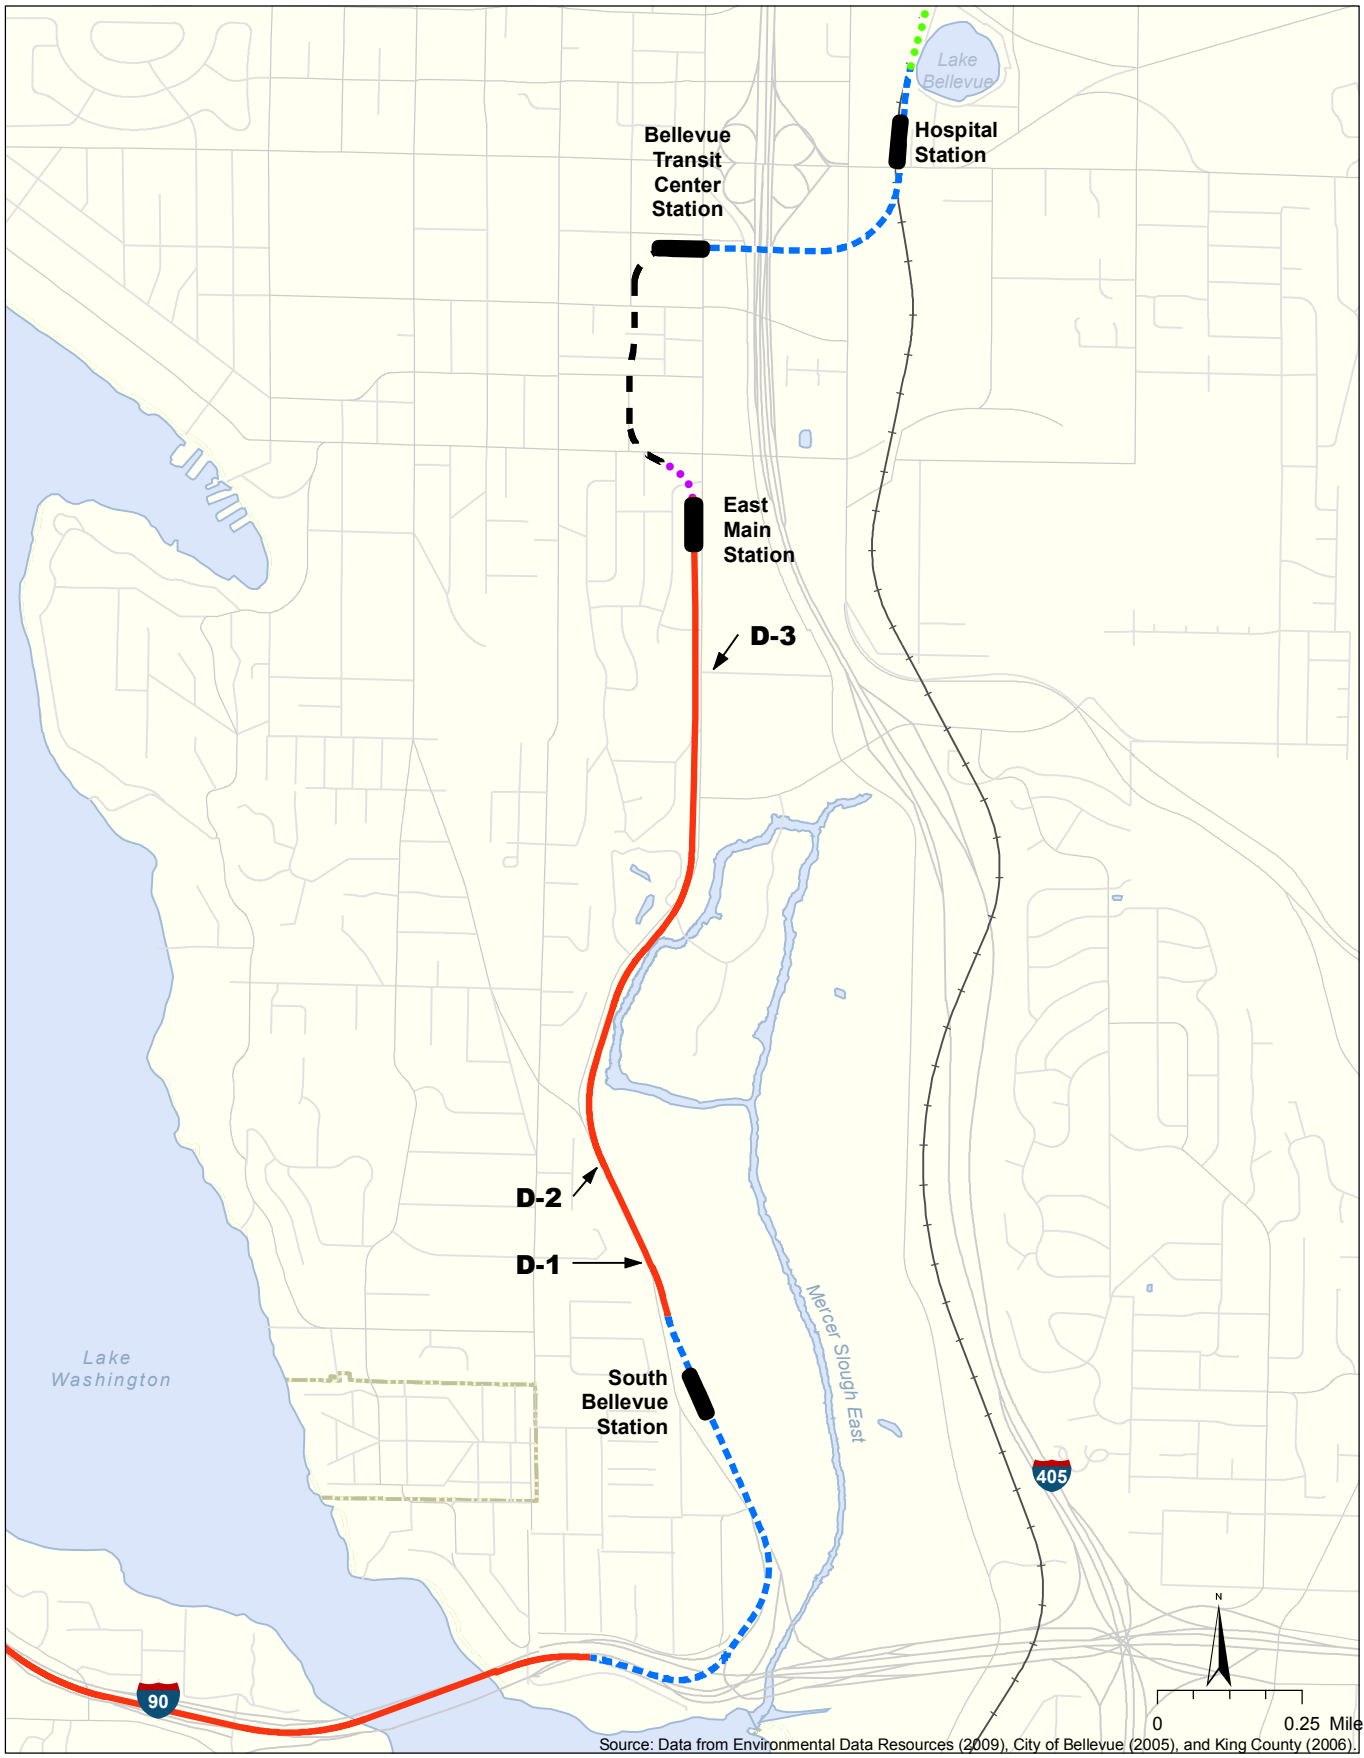 Lake
Bellevue
Hospital
Station
Bellevue
Transit
Center
Station
East
Main
Station
D-3
D-2
D-1
Mercer Slough East
Lake
Washington
South
Bellevue
Station
405
90
N
0 0.25 Mile
Source: Data from Environmental Data Resources (2009), City of Bellevue (2005), and King County (2006).